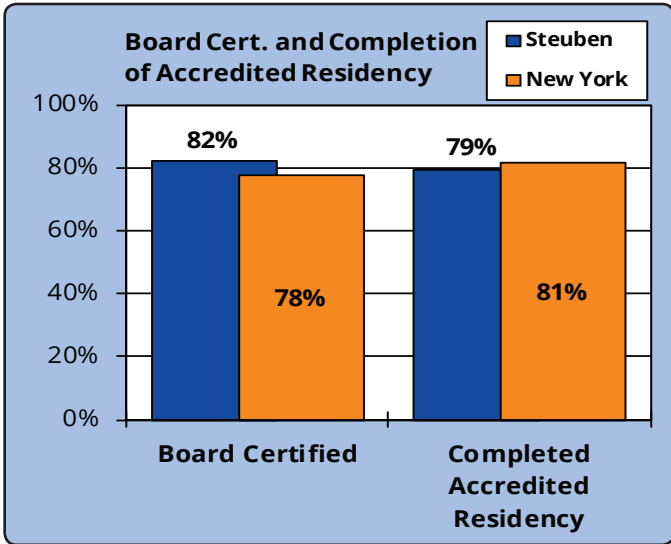 Board Cert. and Completion
of Accredited Residency
Steuben
New York
100%
80%
60%
40%
20%
0%
82%
78%
79%
81%
Board Certified
Completed
Accredited
Residency